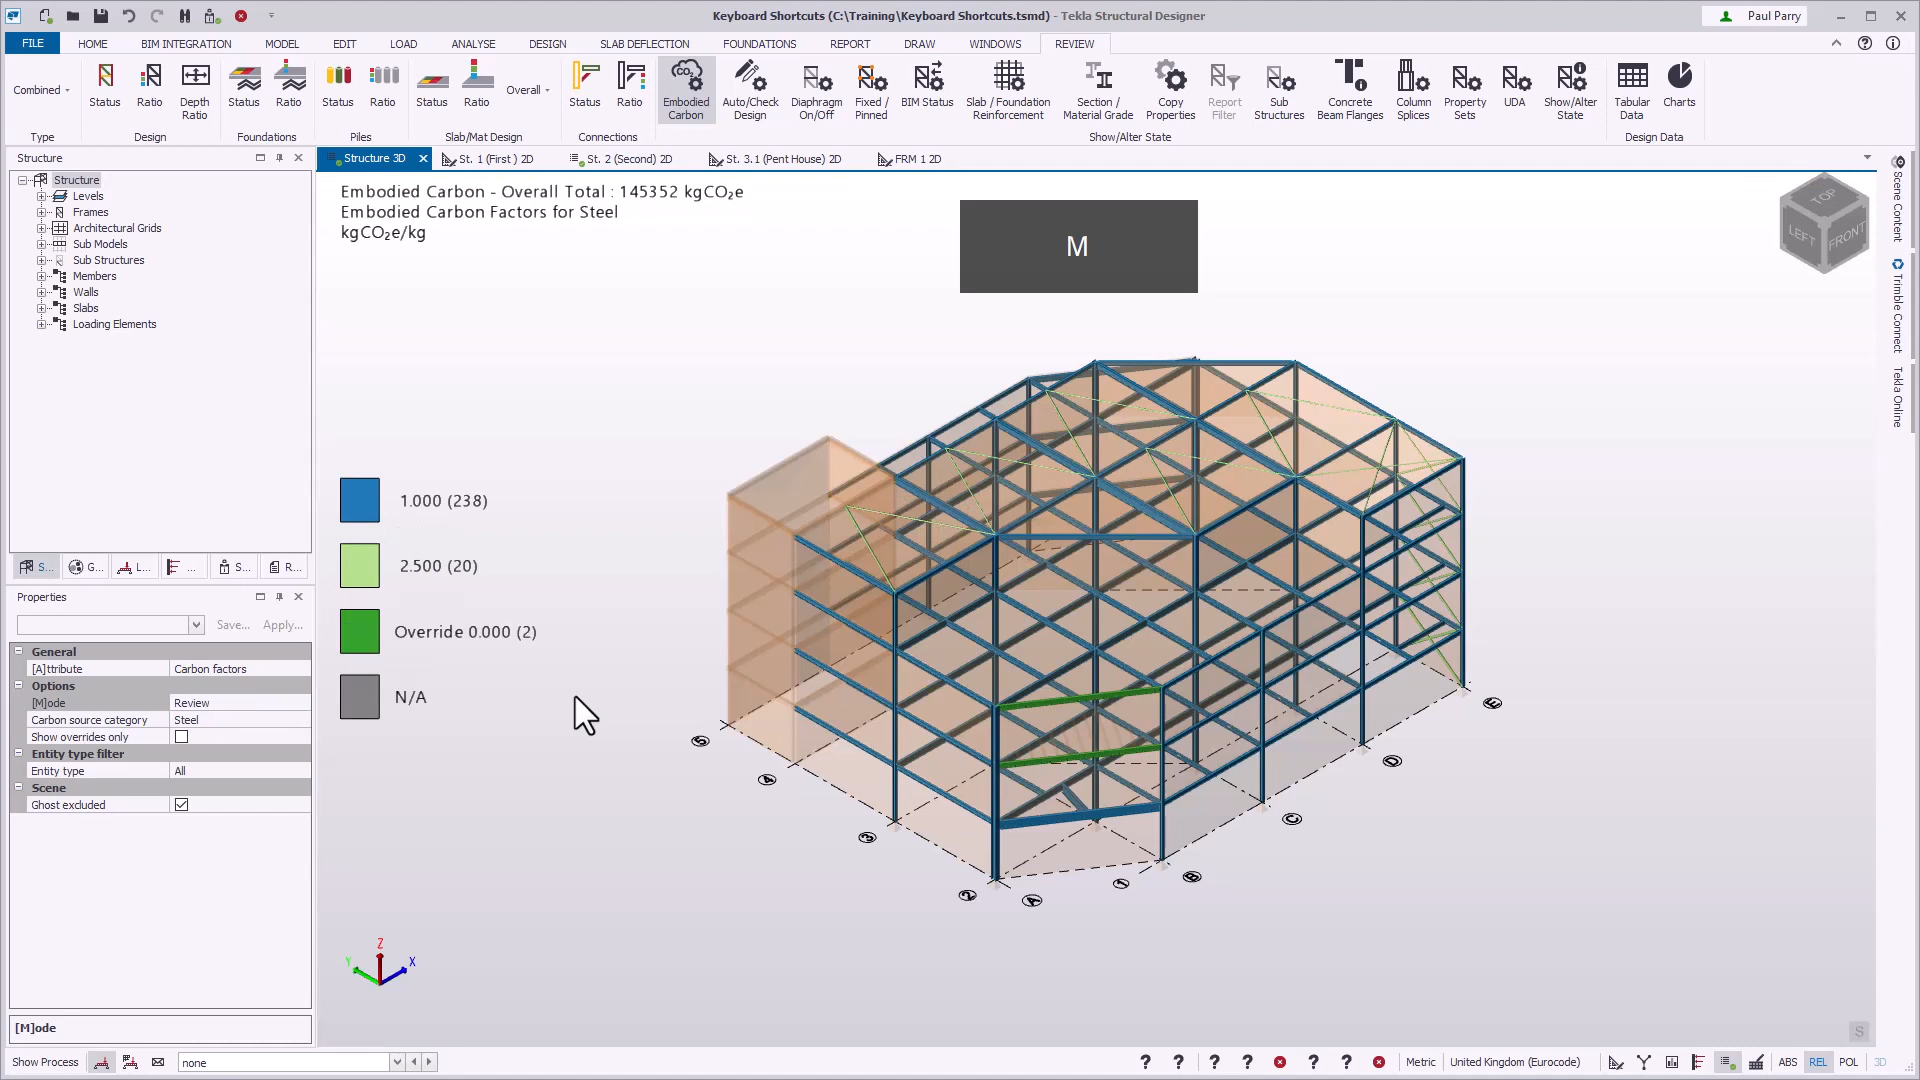 Keyboard Shortcuts (C:\Training\Keyboard Shortcuts.tsmd) - Tekla Structural Designer
Paul Parry
FILE HOME BIM INTEGRATION MODEL EDIT LOAD ANALYSE DESIGN SLAB DEFLECTION FOUNDATIONS REPORT DRAW WINDOWS REVIEW
Combined
Type
Status Ratio Depth Ratio
Design
Status Ratio
Foundations
Status Ratio
Piles
Status Ratio Overall
Slab/Mat Design
Status Ratio
Connections
Embodied Carbon
Auto/Check Design
Diaphragm On/Off
Fixed / Pinned
BIM Status
Slab / Foundation Reinforcement
Section / Material Grade
Copy Properties
Report Filter
Sub Structures
Concrete Beam Flanges
Column Splices
Property Sets
UDA
Show/Alter State
Show/Alter State
Tabular Data
Charts
Design Data
Structure
Structure
Levels
Frames
Architectural Grids
Sub Models
Sub Structures
Members
Walls
Slabs
Loading Elements
S... G... L... ... S... R...
Properties
Save... Apply...
General
[A]ttribute Carbon factors
Options
[M]ode Review
Carbon source category Steel
Show overrides only
Entity type filter
Entity type All
Scene
Ghost excluded
[M]ode
Structure 3D
St. 1 (First ) 2D
St. 2 (Second) 2D
St. 3.1 (Pent House) 2D
FRM 1 2D
Embodied Carbon - Overall Total : 145352 kgCO₂e
Embodied Carbon Factors for Steel
kgCO₂e/kg
M
TOP
LEFT
FRONT
Scene Content
Trimble Connect
Tekla Online
1.000 (238)
2.500 (20)
Override 0.000 (2)
N/A
5
4
3
2
A
1
B
C
D
E
Z
Y
X
S
Show Process
none
Metric
United Kingdom (Eurocode)
ABS REL POL 3D